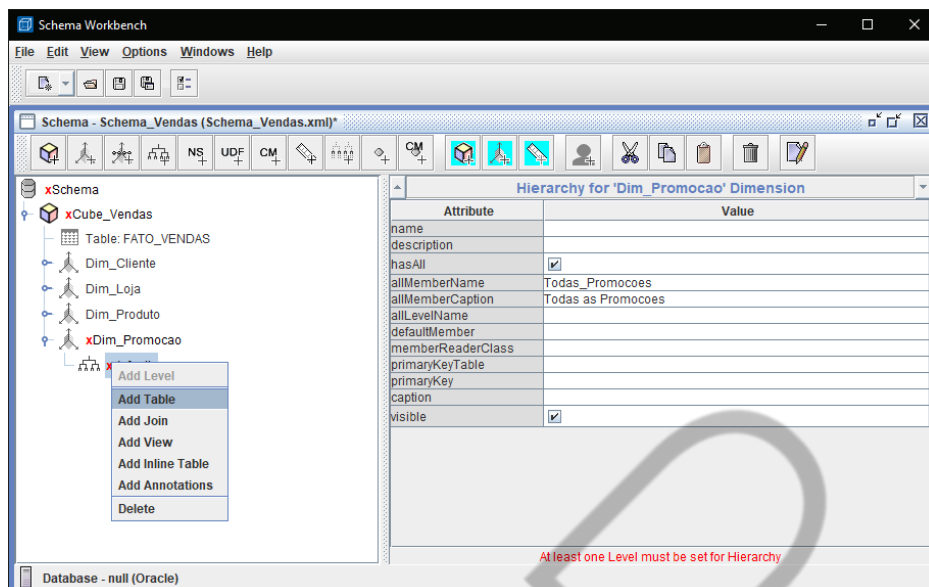 Schema Workbench
File Edit View Options Windows Help
Schema - Schema_Vendas (Schema_Vendas.xml)*
NS UDF CM CM
xSchema
xCube_Vendas
Table: FATO_VENDAS
Dim_Cliente
Dim_Loja
Dim_Produto
xDim_Promocao
x
Add Level
Add Table
Add Join
Add View
Add Inline Table
Add Annotations
Delete
Hierarchy for 'Dim_Promocao' Dimension
Attribute Value
name
description
hasAll
allMemberName Todas_Promocoes
allMemberCaption Todas as Promocoes
allLevelName
defaultMember
memberReaderClass
primaryKeyTable
primaryKey
caption
visible
At least one Level must be set for Hierarchy
Database - null (Oracle)